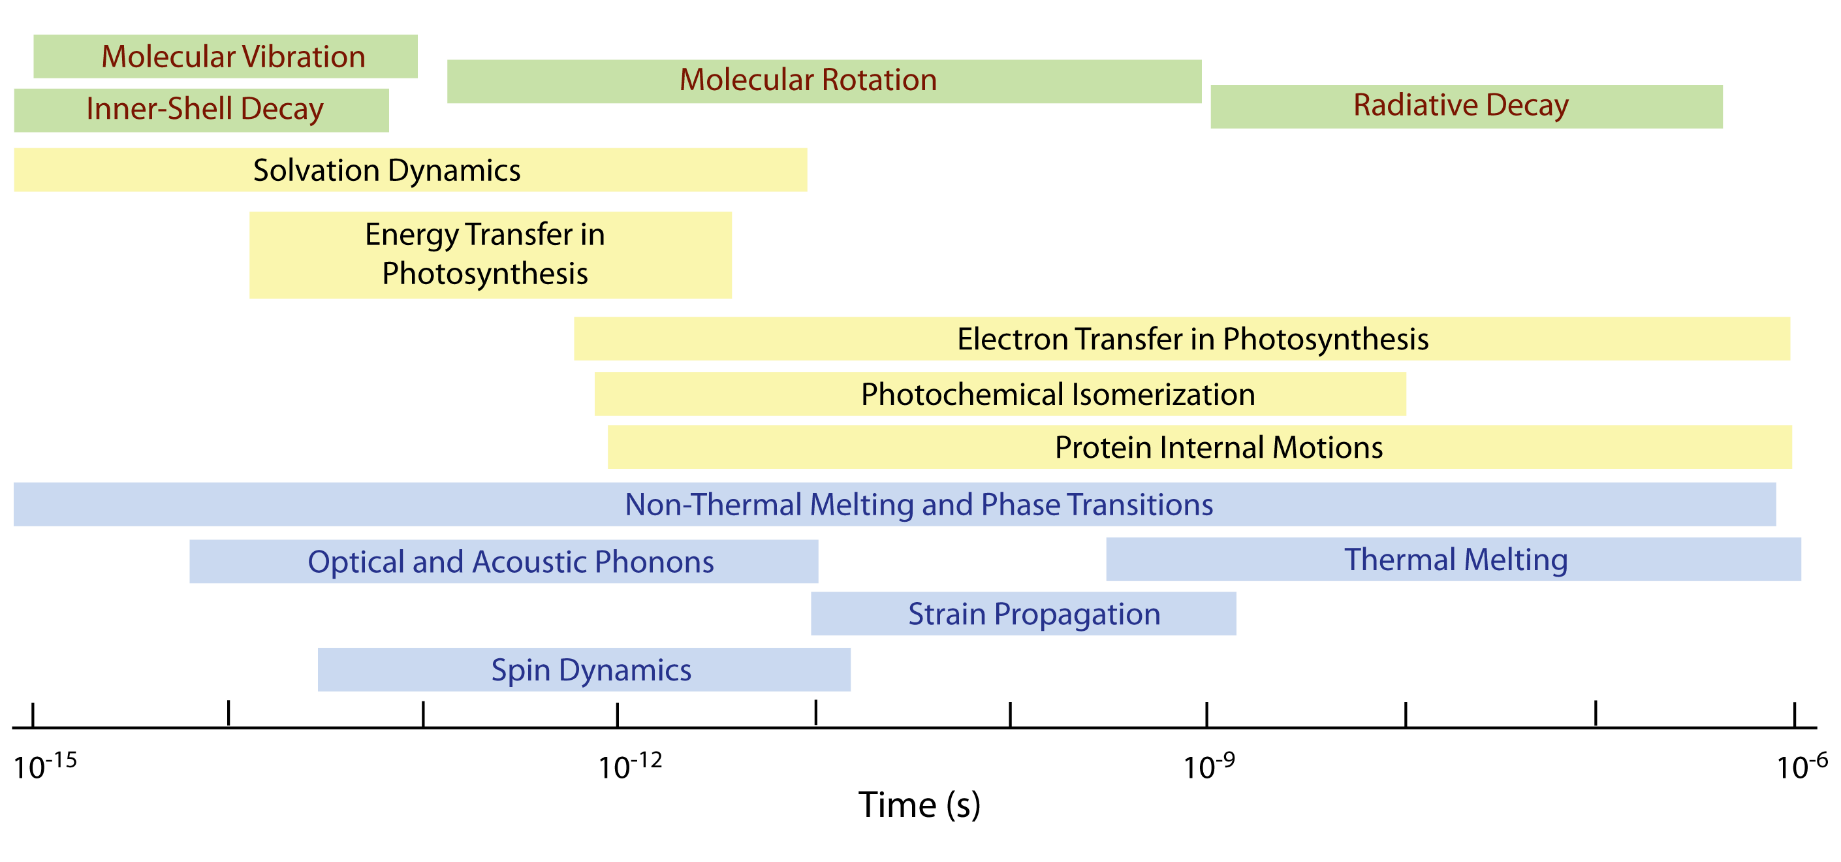 Molecular Vibration
Molecular Rotation
Inner-Shell Decay
Radiative Decay
Solvation Dynamics
Energy Transfer in
Photosynthesis
Electron Transfer in Photosynthesis
Photochemical Isomerization
Protein Internal Motions
Non-Thermal Melting and Phase Transitions
Optical and Acoustic Phonons
Thermal Melting
Strain Propagation
Spin Dynamics
10⁻¹⁵ 10⁻¹² 10⁻⁹ 10⁻⁶
Time (s)